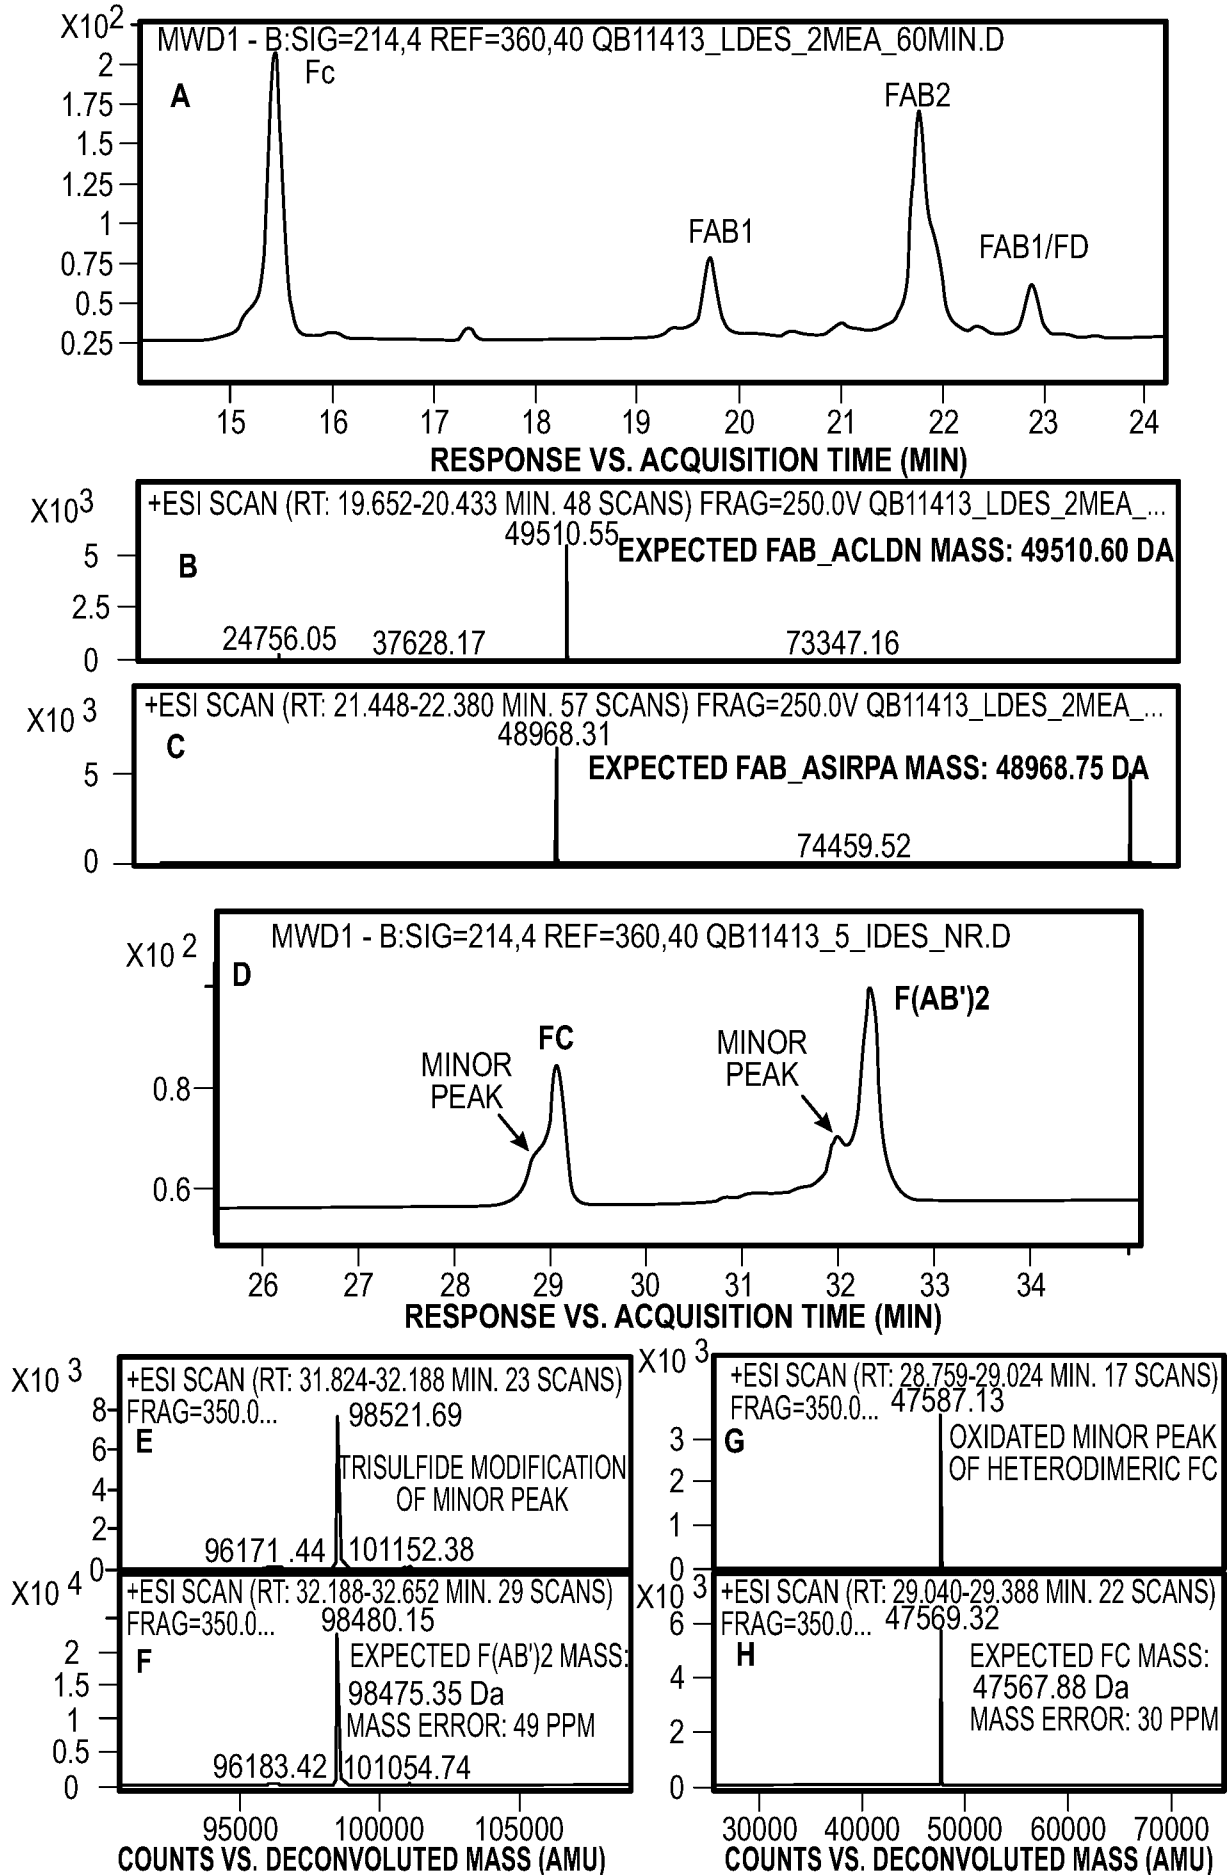 X10 2
MWD1 - B:SIG=214,4 REF=360,40 QB11413_LDES_2MEA_60MIN.D
A
Fc
FAB1
FAB2
FAB1/FD
2
1.75
1.5
1.25
1
0.75
0.5
0.25
15 16 17 18 19 20 21 22 23 24
RESPONSE VS. ACQUISITION TIME (MIN)
X10 3
+ESI SCAN (RT: 19.652-20.433 MIN. 48 SCANS) FRAG=250.0V QB11413_LDES_2MEA_...
49510.55
EXPECTED FAB_ACLDN MASS: 49510.60 DA
B
5
2.5
0
24756.05 37628.17 73347.16
X10 3
+ESI SCAN (RT: 21.448-22.380 MIN. 57 SCANS) FRAG=250.0V QB11413_LDES_2MEA_...
48968.31
C
EXPECTED FAB_ASIRPA MASS: 48968.75 DA
5
0
74459.52
X10 2
MWD1 - B:SIG=214,4 REF=360,40 QB11413_5_IDES_NR.D
D
F(AB')2
FC
MINOR
PEAK
MINOR
PEAK
0.8
0.6
26 27 28 29 30 31 32 33 34
RESPONSE VS. ACQUISITION TIME (MIN)
X10 3
+ESI SCAN (RT: 31.824-32.188 MIN. 23 SCANS)
FRAG=350.0...
98521.69
E
TRISULFIDE MODIFICATION
OF MINOR PEAK
8
6
4
2
0
96171 .44 101152.38
X10 4
+ESI SCAN (RT: 32.188-32.652 MIN. 29 SCANS)
FRAG=350.0... 98480.15
F
EXPECTED F(AB')2 MASS:
98475.35 Da
MASS ERROR: 49 PPM
2
1.5
1
0.5
0
96183.42 101054.74
95000 100000 105000
COUNTS VS. DECONVOLUTED MASS (AMU)
X10 3
+ESI SCAN (RT: 28.759-29.024 MIN. 17 SCANS)
FRAG=350.0... 47587.13
G
OXIDATED MINOR PEAK
OF HETERODIMERIC FC
3
2
1
0
X10 3
+ESI SCAN (RT: 29.040-29.388 MIN. 22 SCANS)
FRAG=350.0... 47569.32
H
EXPECTED FC MASS:
47567.88 Da
MASS ERROR: 30 PPM
6
4
2
0
30000 40000 50000 60000 70000
COUNTS VS. DECONVOLUTED MASS (AMU)